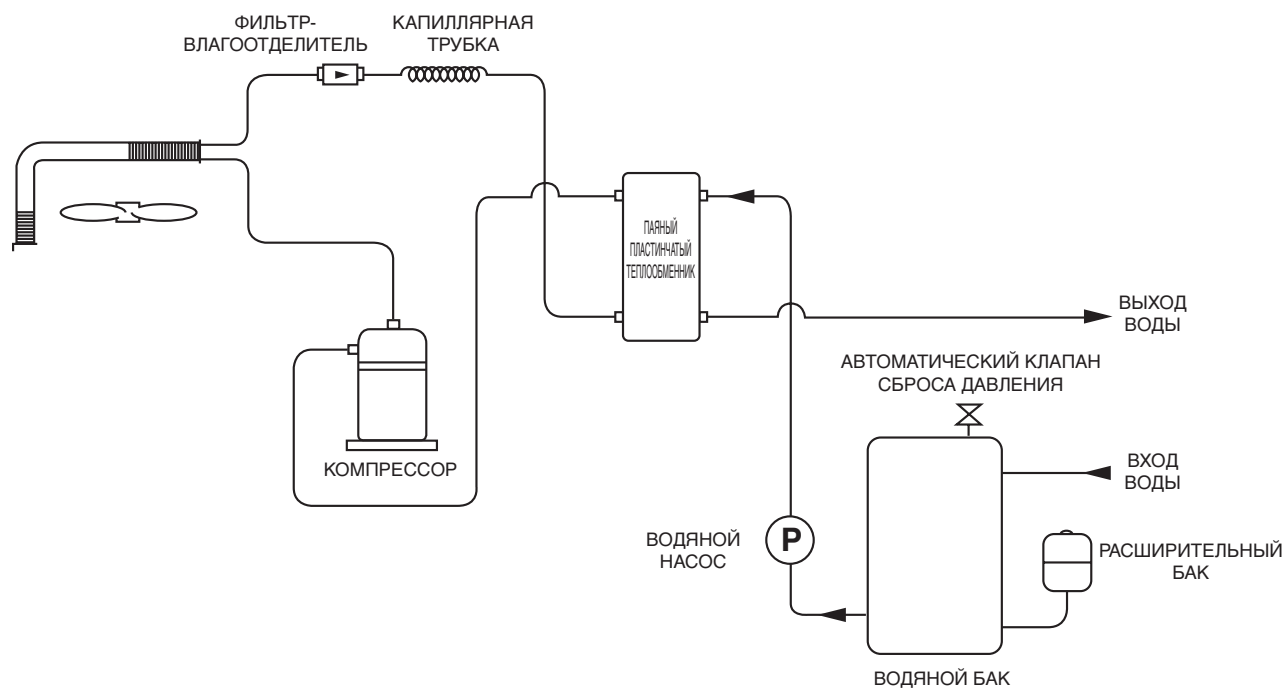 ФИЛЬТР-
ВЛАГООТДЕЛИТЕЛЬ
КАПИЛЛЯРНАЯ
ТРУБКА
ПАЯНЫЙ
ПЛАСТИНЧАТЫЙ
ТЕПЛООБМЕННИК
ВЫХОД
ВОДЫ
АВТОМАТИЧЕСКИЙ КЛАПАН
СБРОСА ДАВЛЕНИЯ
КОМПРЕССОР
ВХОД
ВОДЫ
ВОДЯНОЙ
НАСОС
P
РАСШИРИТЕЛЬНЫЙ
БАК
ВОДЯНОЙ БАК